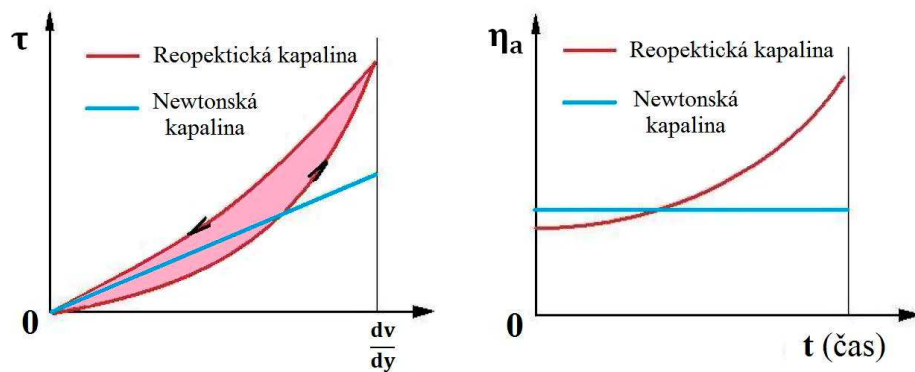 τ
Reopektická kapalina
Newtonská
kapalina
0
dv
dy
ηa
Reopektická kapalina
Newtonská
kapalina
0
t (čas)